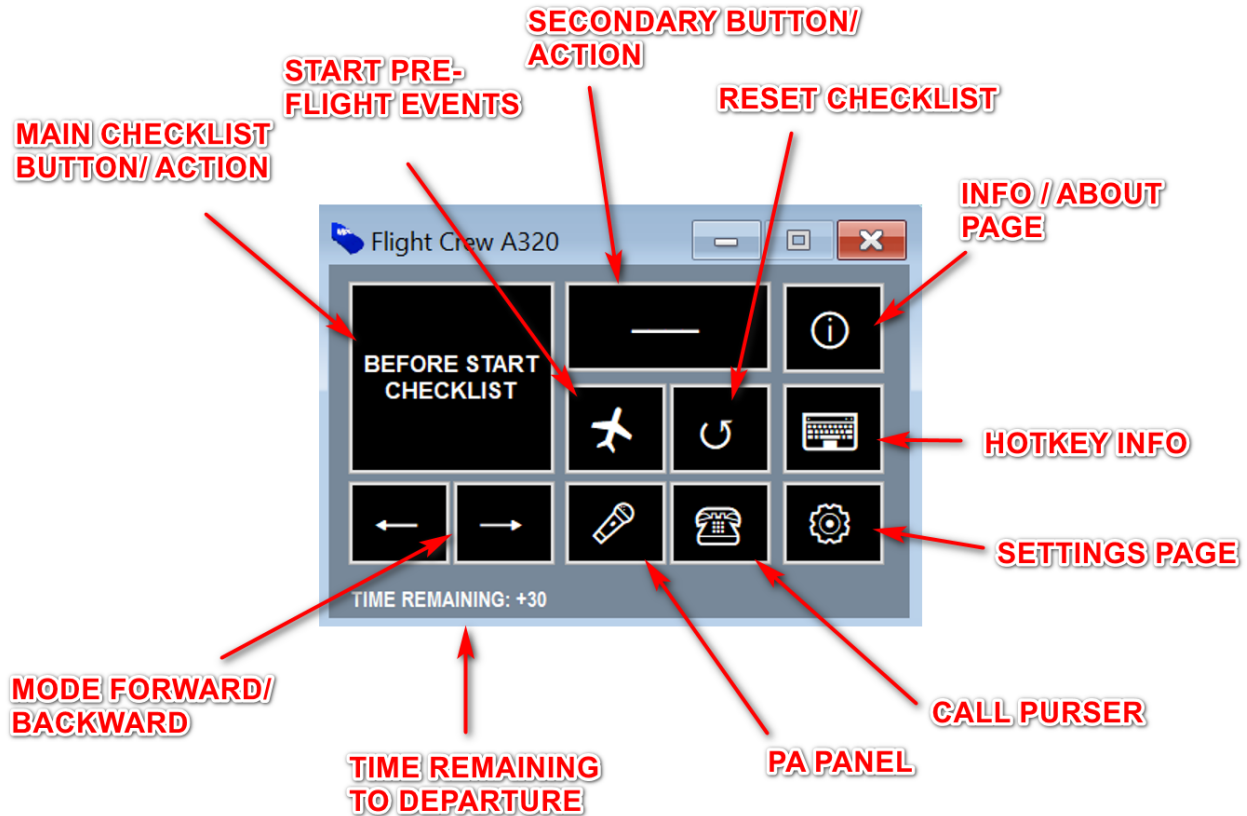 SECONDARY BUTTON/
ACTION
START PRE-
FLIGHT EVENTS
RESET CHECKLIST
MAIN CHECKLIST
BUTTON/ ACTION
INFO / ABOUT
PAGE
Flight Crew A320
BEFORE START
CHECKLIST
HOTKEY INFO
SETTINGS PAGE
TIME REMAINING: +30
MODE FORWARD/
BACKWARD
CALL PURSER
PA PANEL
TIME REMAINING
TO DEPARTURE